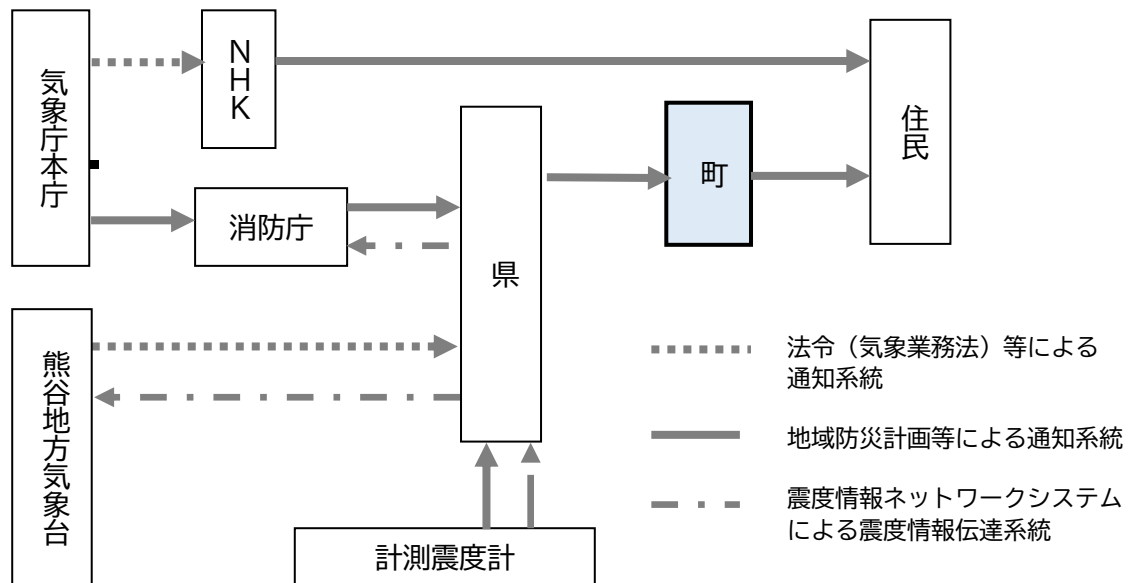 気象庁本庁
NHK
住民
町
消防庁
県
熊谷地方気象台
計測震度計
法令（気象業務法）等による
通知系統
地域防災計画等による通知系統
震度情報ネットワークシステム
による震度情報伝達系統